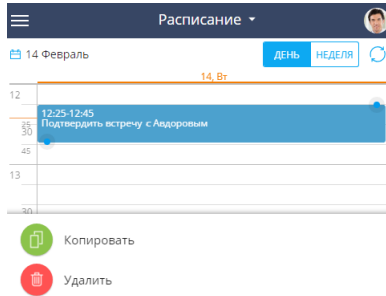 Расписание
14 Февраль
ДЕНЬ НЕДЕЛЯ
14, Вт
12
12:25-12:45
25
Подтвердить встречу с Авдоровым
30
45
13
30
Копировать
Удалить